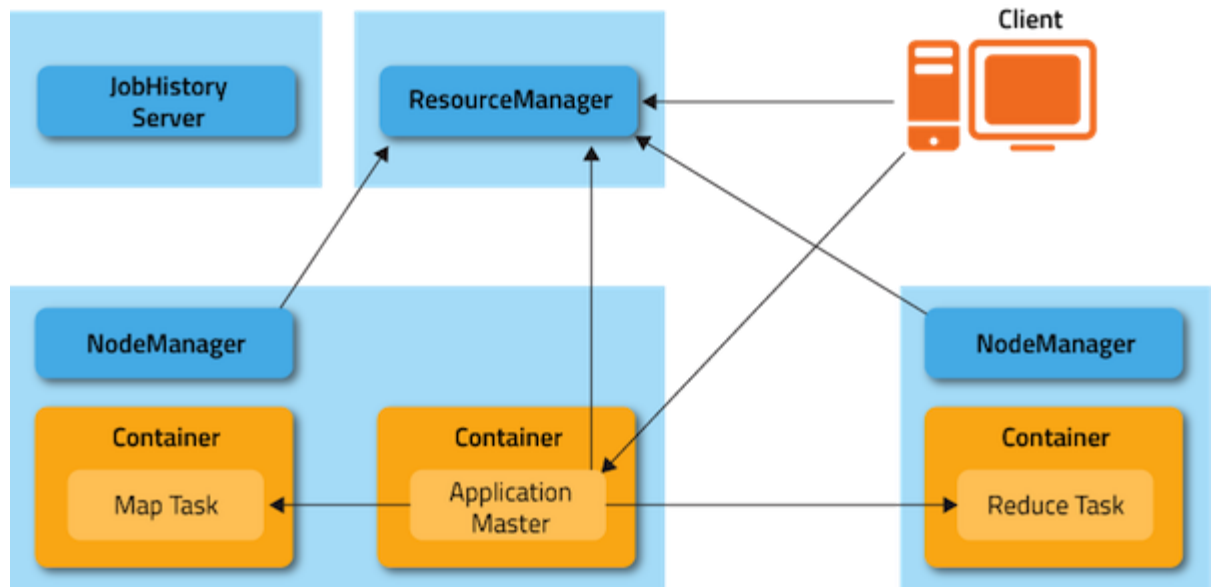 Client
JobHistory
Server
ResourceManager
NodeManager
NodeManager
Container
Container
Container
Map Task
Application
Master
Reduce Task